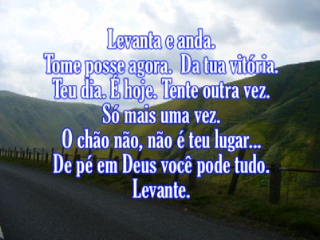 Levanta e anda.
Tome posse agora.  Da tua vitória.
Teu dia. É hoje. Tente outra vez.
Só mais uma vez.
O chão não, não é teu lugar...
De pé em Deus você pode tudo.
Levante.